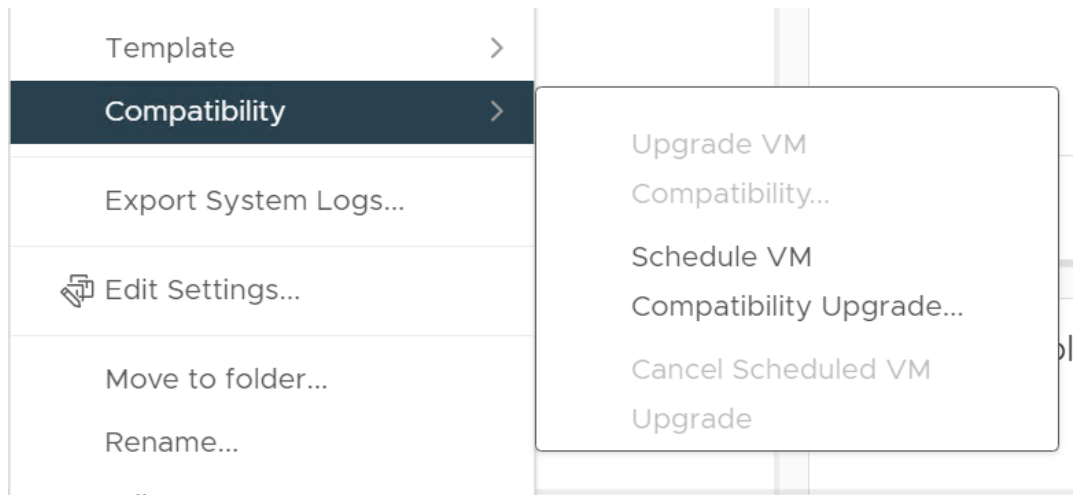 Template
Compatibility
Export System Logs...
Edit Settings...
Move to folder...
Rename...
Upgrade VM
Compatibility...
Schedule VM
Compatibility Upgrade...
Cancel Scheduled VM
Upgrade